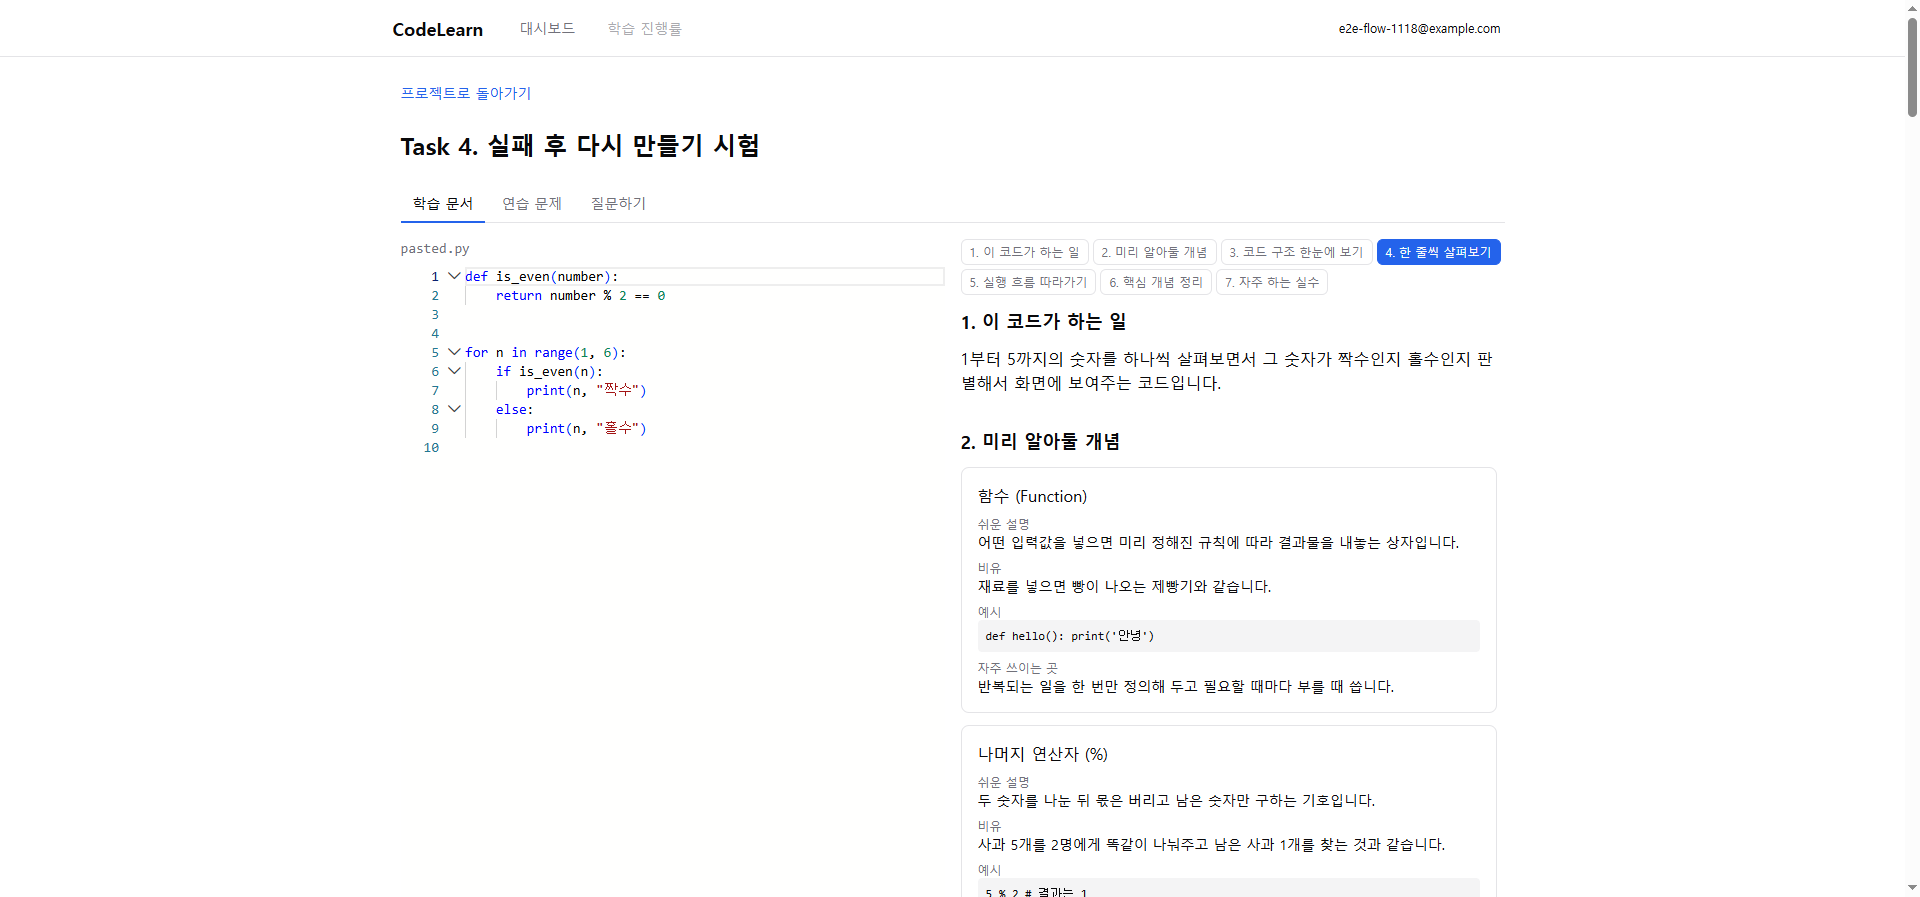 CodeLearn 대시보드 학습 진행률 e2e-flow-1118@example.com
프로젝트로 돌아가기
Task 4. 실패 후 다시 만들기 시험
학습 문서 연습 문제 질문하기
pasted.py
1 def is_even(number):
2 return number % 2 == 0
3
4
5 for n in range(1, 6):
6 if is_even(n):
7 print(n, "짝수")
8 else:
9 print(n, "홀수")
10
1. 이 코드가 하는 일 2. 미리 알아둘 개념 3. 코드 구조 한눈에 보기 4. 한 줄씩 살펴보기
5. 실행 흐름 따라가기 6. 핵심 개념 정리 7. 자주 하는 실수
1. 이 코드가 하는 일
1부터 5까지의 숫자를 하나씩 살펴보면서 그 숫자가 짝수인지 홀수인지 판
별해서 화면에 보여주는 코드입니다.
2. 미리 알아둘 개념
함수 (Function)
쉬운 설명
어떤 입력값을 넣으면 미리 정해진 규칙에 따라 결과물을 내놓는 상자입니다.
비유
재료를 넣으면 빵이 나오는 제빵기와 같습니다.
예시
def hello(): print('안녕')
자주 쓰이는 곳
반복되는 일을 한 번만 정의해 두고 필요할 때마다 부를 때 씁니다.
나머지 연산자 (%)
쉬운 설명
두 숫자를 나눈 뒤 몫은 버리고 남은 숫자만 구하는 기호입니다.
비유
사과 5개를 2명에게 똑같이 나눠주고 남은 사과 1개를 찾는 것과 같습니다.
예시
5 % 2 # 결과는 1